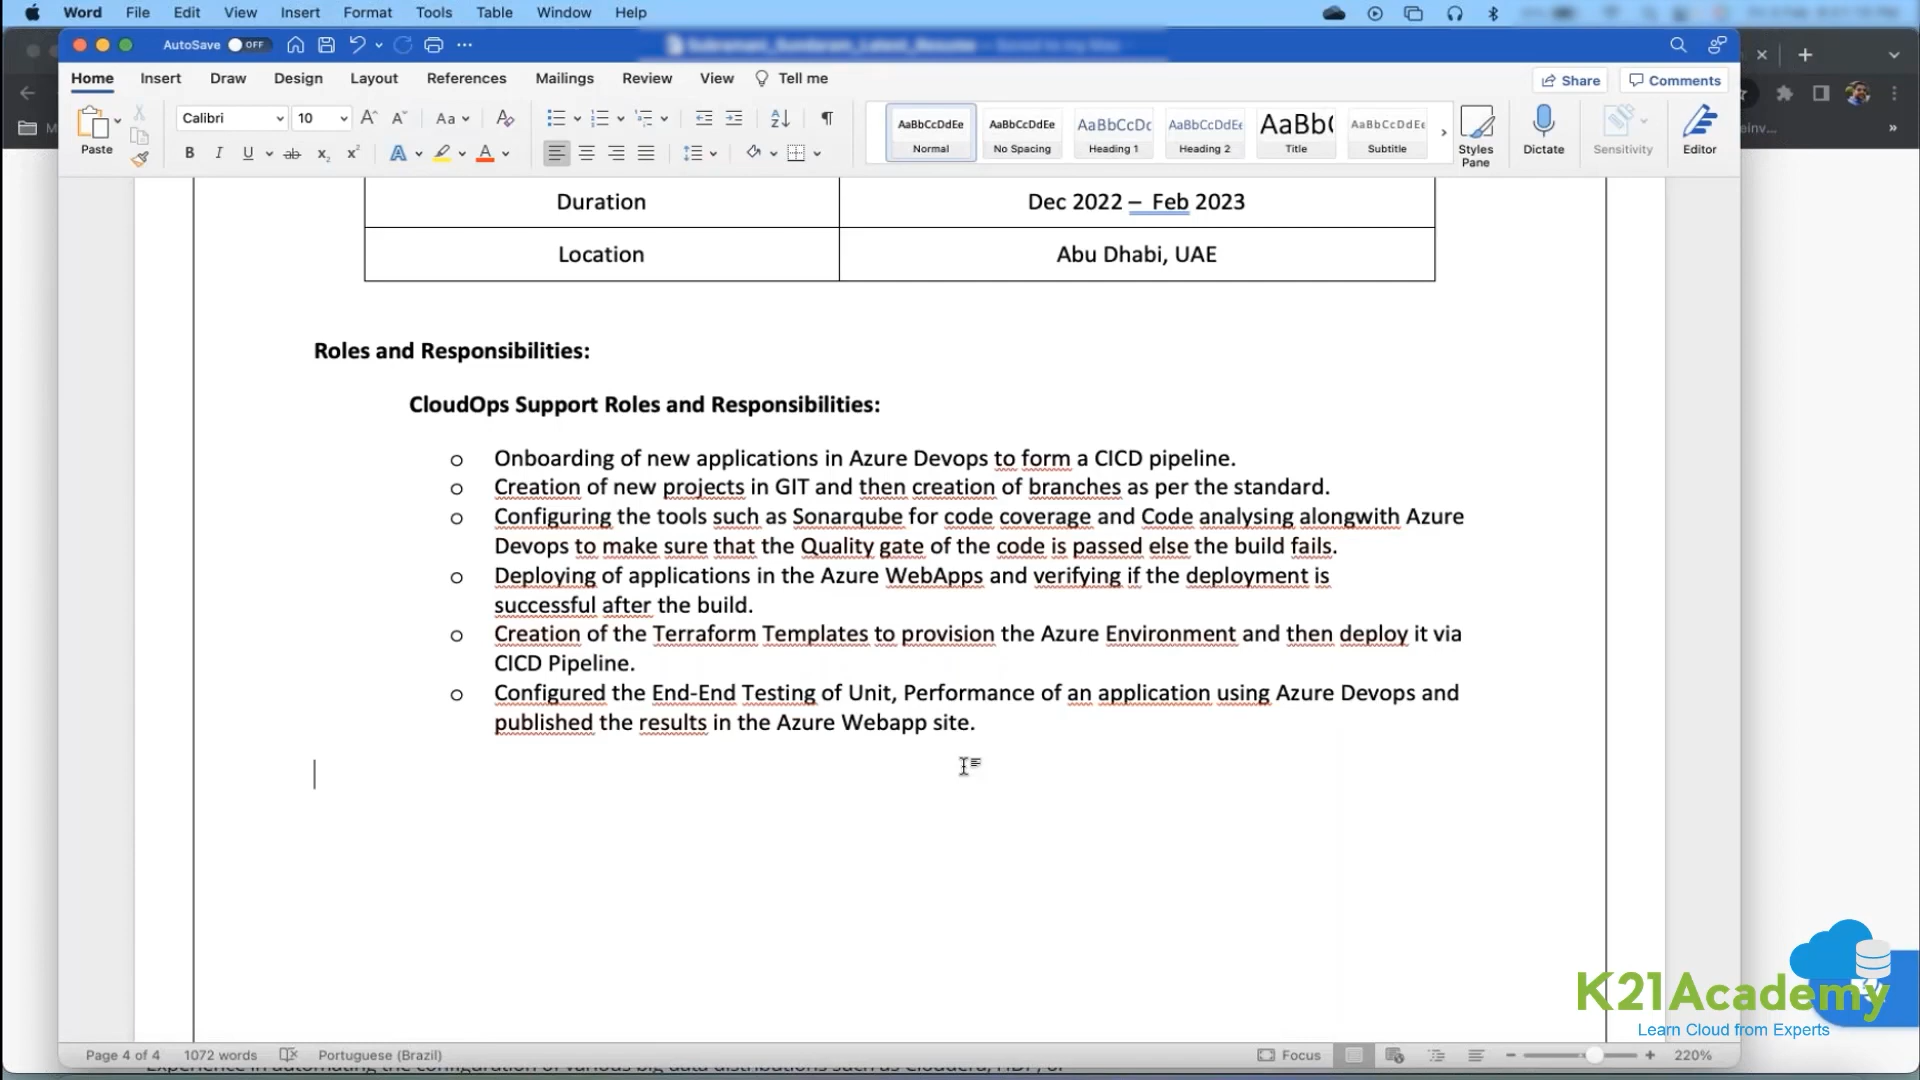 Word File Edit View Insert Format Tools Table Window Help
AutoSave OFF
Home Insert Draw Design Layout References Mailings Review View Tell me
Share Comments
Calibri 10 Aa
Paste
AaBbCcDdEe AaBbCcDdEe AaBbCcDc AaBbCcDdEe AaBb( AaBbCcDdEe
Normal No Spacing Heading 1 Heading 2 Title Subtitle
Styles Pane
Dictate Sensitivity Editor
Duration Dec 2022 – Feb 2023
Location Abu Dhabi, UAE
Roles and Responsibilities:
CloudOps Support Roles and Responsibilities:
o Onboarding of new applications in Azure Devops to form a CICD pipeline.
o Creation of new projects in GIT and then creation of branches as per the standard.
o Configuring the tools such as Sonarqube for code coverage and Code analysing alongwith Azure
Devops to make sure that the Quality gate of the code is passed else the build fails.
o Deploying of applications in the Azure WebApps and verifying if the deployment is
successful after the build.
o Creation of the Terraform Templates to provision the Azure Environment and then deploy it via
CICD Pipeline.
o Configured the End-End Testing of Unit, Performance of an application using Azure Devops and
published the results in the Azure Webapp site.
K21Academy
Learn Cloud from Experts
Page 4 of 4 1072 words Portuguese (Brazil) Focus 220%